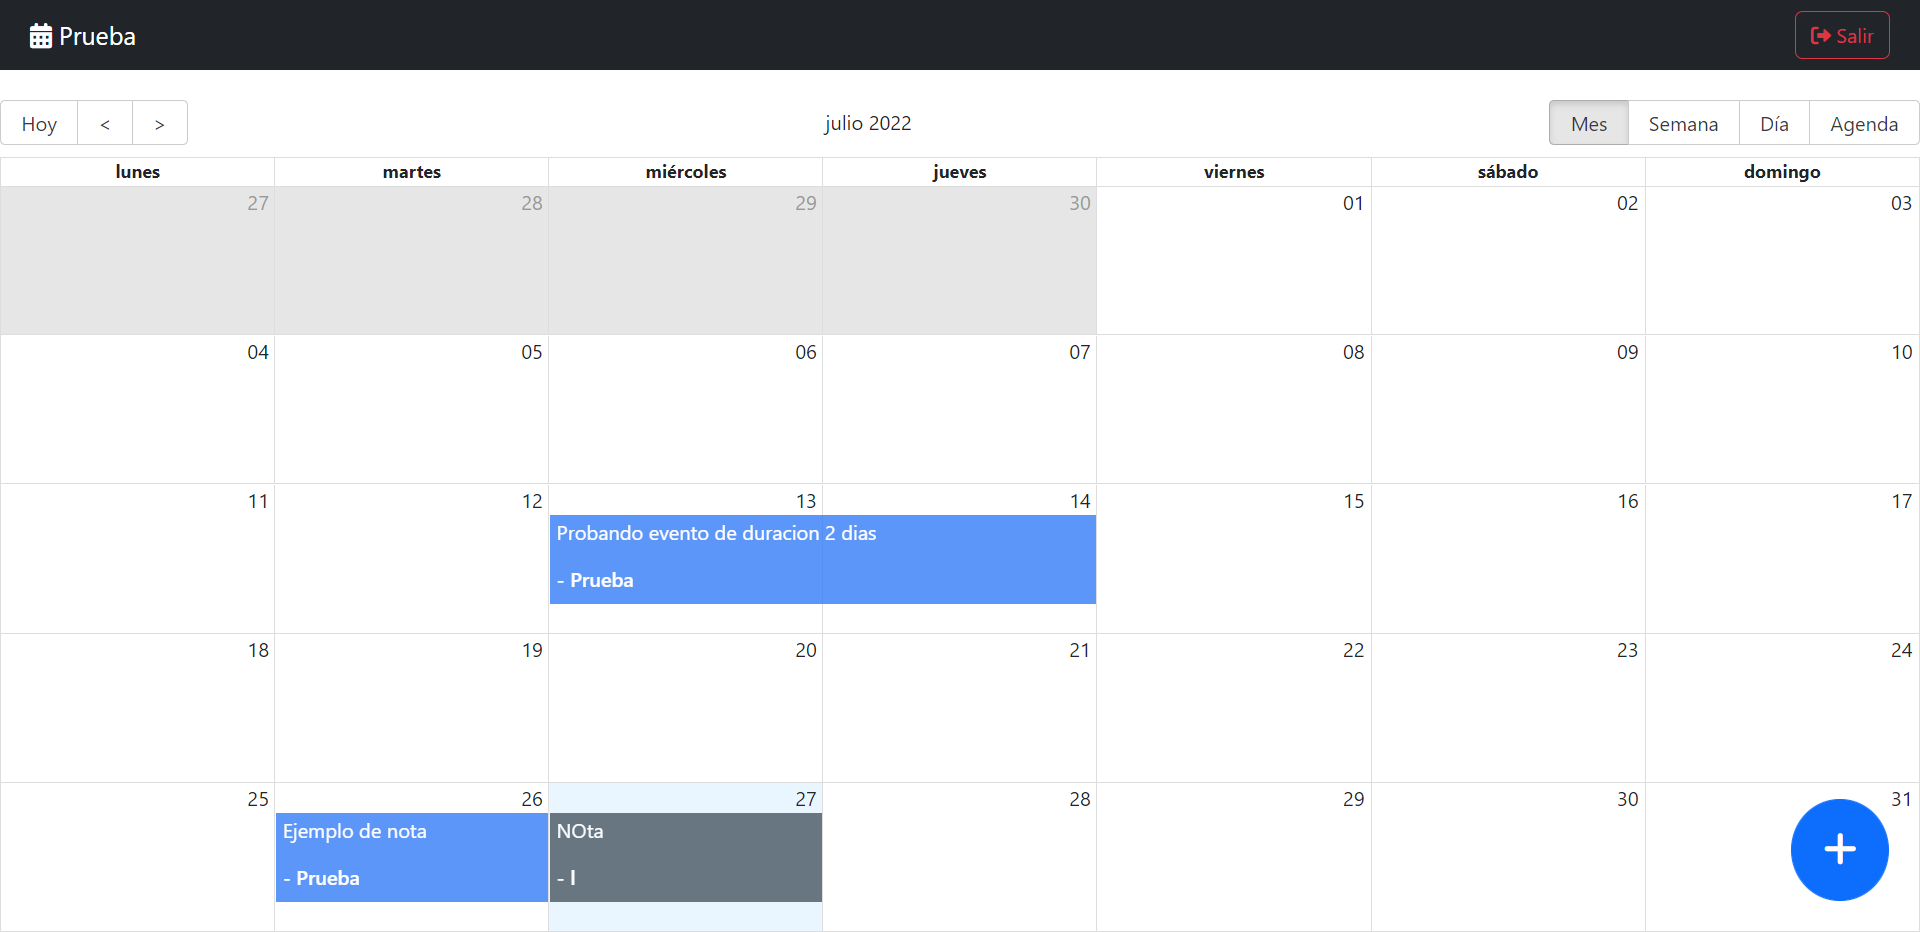 Prueba
Salir
Hoy < >
julio 2022
Mes Semana Día Agenda
lunes martes miércoles jueves viernes sábado domingo
27 28 29 30 01 02 03
04 05 06 07 08 09 10
11 12 13 14 15 16 17
Probando evento de duracion 2 dias
- Prueba
18 19 20 21 22 23 24
25 26 27 28 29 30 31
Ejemplo de nota
- Prueba
NOta
- l
+